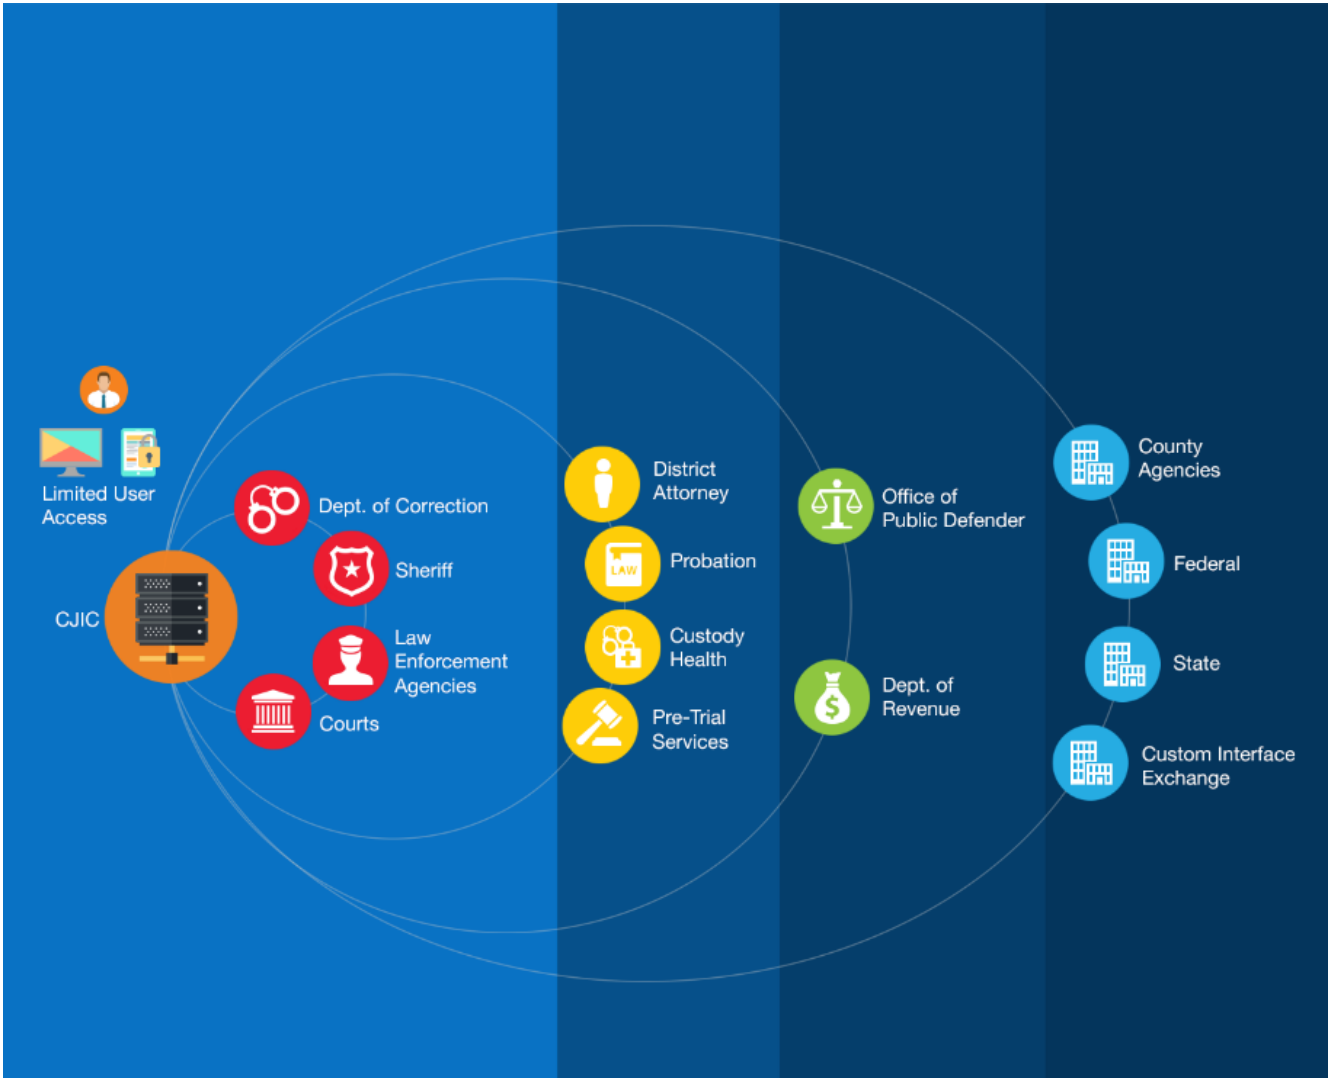 Limited User
Access
CJIC
Dept. of Correction
Sheriff
Law
Enforcement
Agencies
Courts
District
Attorney
LAW
Probation
Custody
Health
Pre-Trial
Services
Office of
Public Defender
$
Dept. of
Revenue
County
Agencies
Federal
State
Custom Interface
Exchange